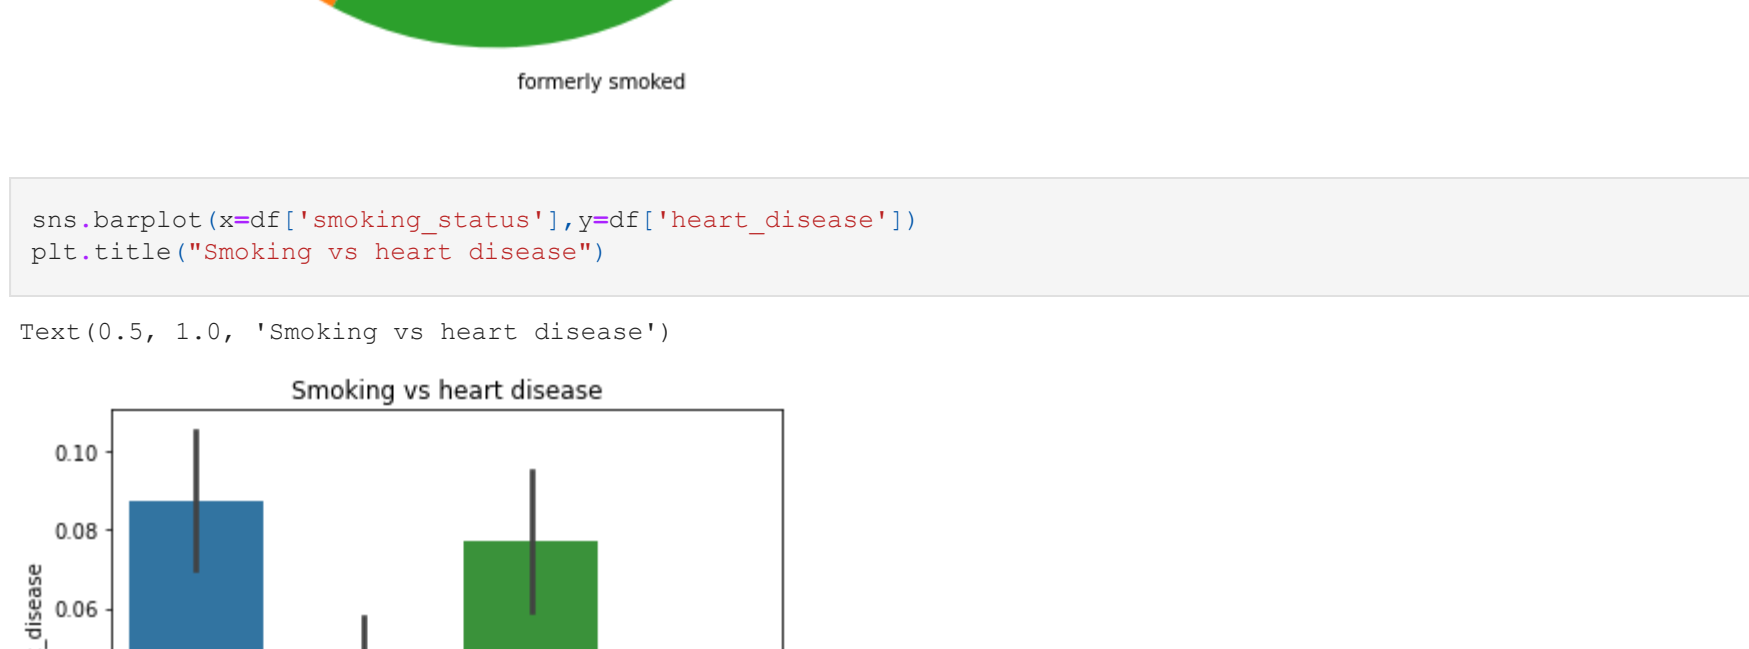 formerly smoked
sns.barplot(x=df['smoking_status'],y=df['heart_disease'])
plt.title("Smoking vs heart disease")
Text(0.5, 1.0, 'Smoking vs heart disease')
Smoking vs heart disease
0.10
0.08
0.06
_disease